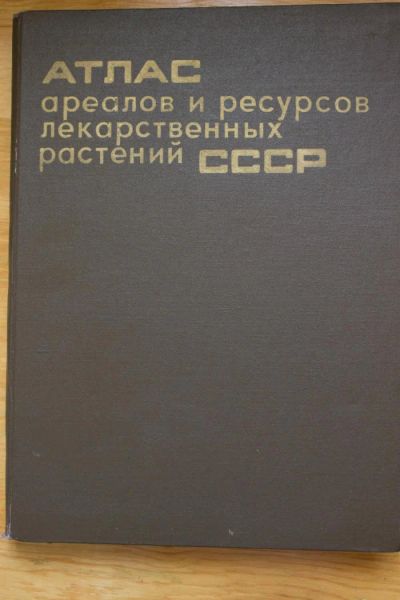 АТЛАС
ареалов и ресурсов
лекарственных
растений СССР